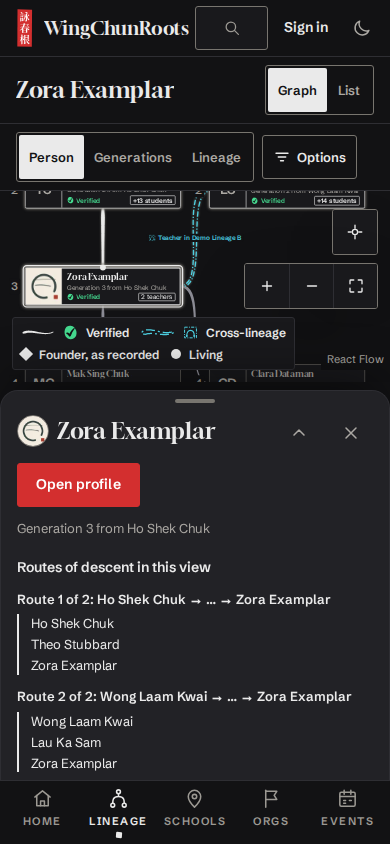 詠春根
WingChunRoots
Sign in
Zora Examplar
Graph
List
Person
Generations
Lineage
Options
Verified
+13 students
Verified
+14 students
Teacher in Demo Lineage B
3
Zora Examplar
Generation 3 from Ho Shek Chuk
Verified
2 teachers
Verified
Cross-lineage
Founder, as recorded
Living
React Flow
Mak Sing Chuk
Clara Dataman
Zora Examplar
Open profile
Generation 3 from Ho Shek Chuk
Routes of descent in this view
Route 1 of 2: Ho Shek Chuk → … → Zora Examplar
Ho Shek Chuk
Theo Stubbard
Zora Examplar
Route 2 of 2: Wong Laam Kwai → … → Zora Examplar
Wong Laam Kwai
Lau Ka Sam
Zora Examplar
HOME
LINEAGE
SCHOOLS
ORGS
EVENTS